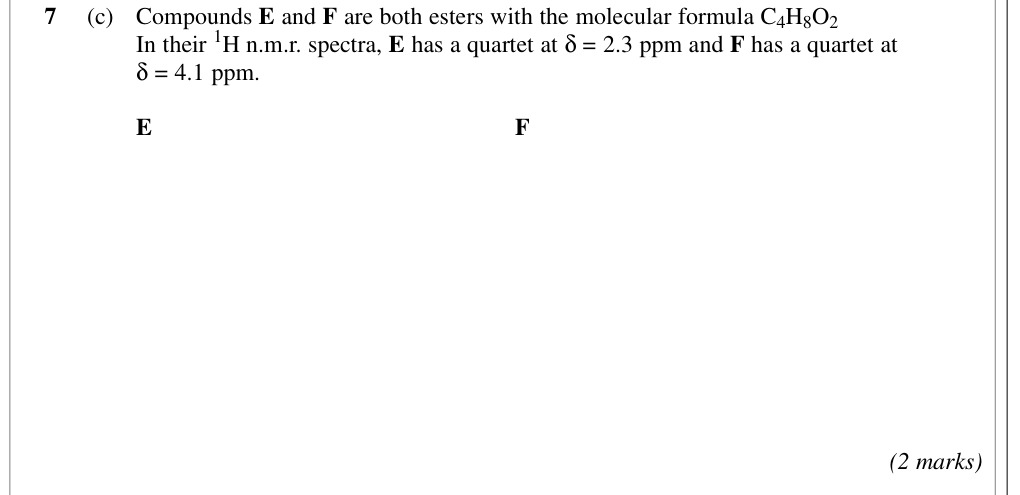 7 (c) Compounds E and F are both esters with the molecular formula C₄H₈O₂
In their ¹H n.m.r. spectra, E has a quartet at δ = 2.3 ppm and F has a quartet at
δ = 4.1 ppm.
E F
(2 marks)